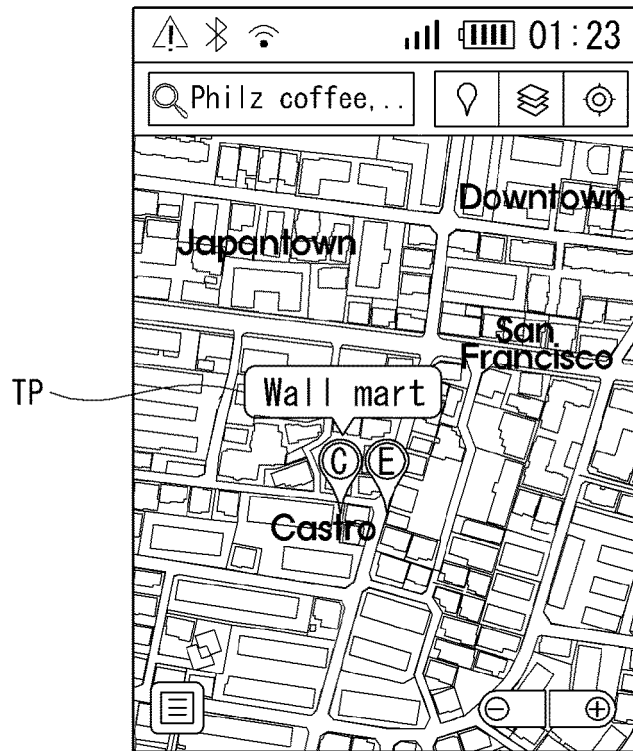 01:23
Philz coffee,..
Downtown
Japantown
San
Francisco
TP
Wall mart
C E
Castro